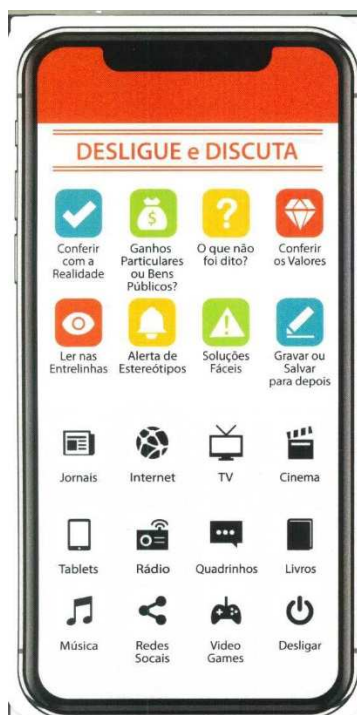 DESLIGUE e DISCUTA
Conferir
com a
Realidade
Ganhos
Particulares
ou Bens
Públicos?
O que não
foi dito?
Conferir
os Valores
Ler nas
Entrelinhas
Alerta de
Estereótipos
Soluções
Fáceis
Gravar ou
Salvar
para depois
Jornais
Internet
TV
Cinema
Tablets
Rádio
Quadrinhos
Livros
Música
Redes
Socais
Video
Games
Desligar